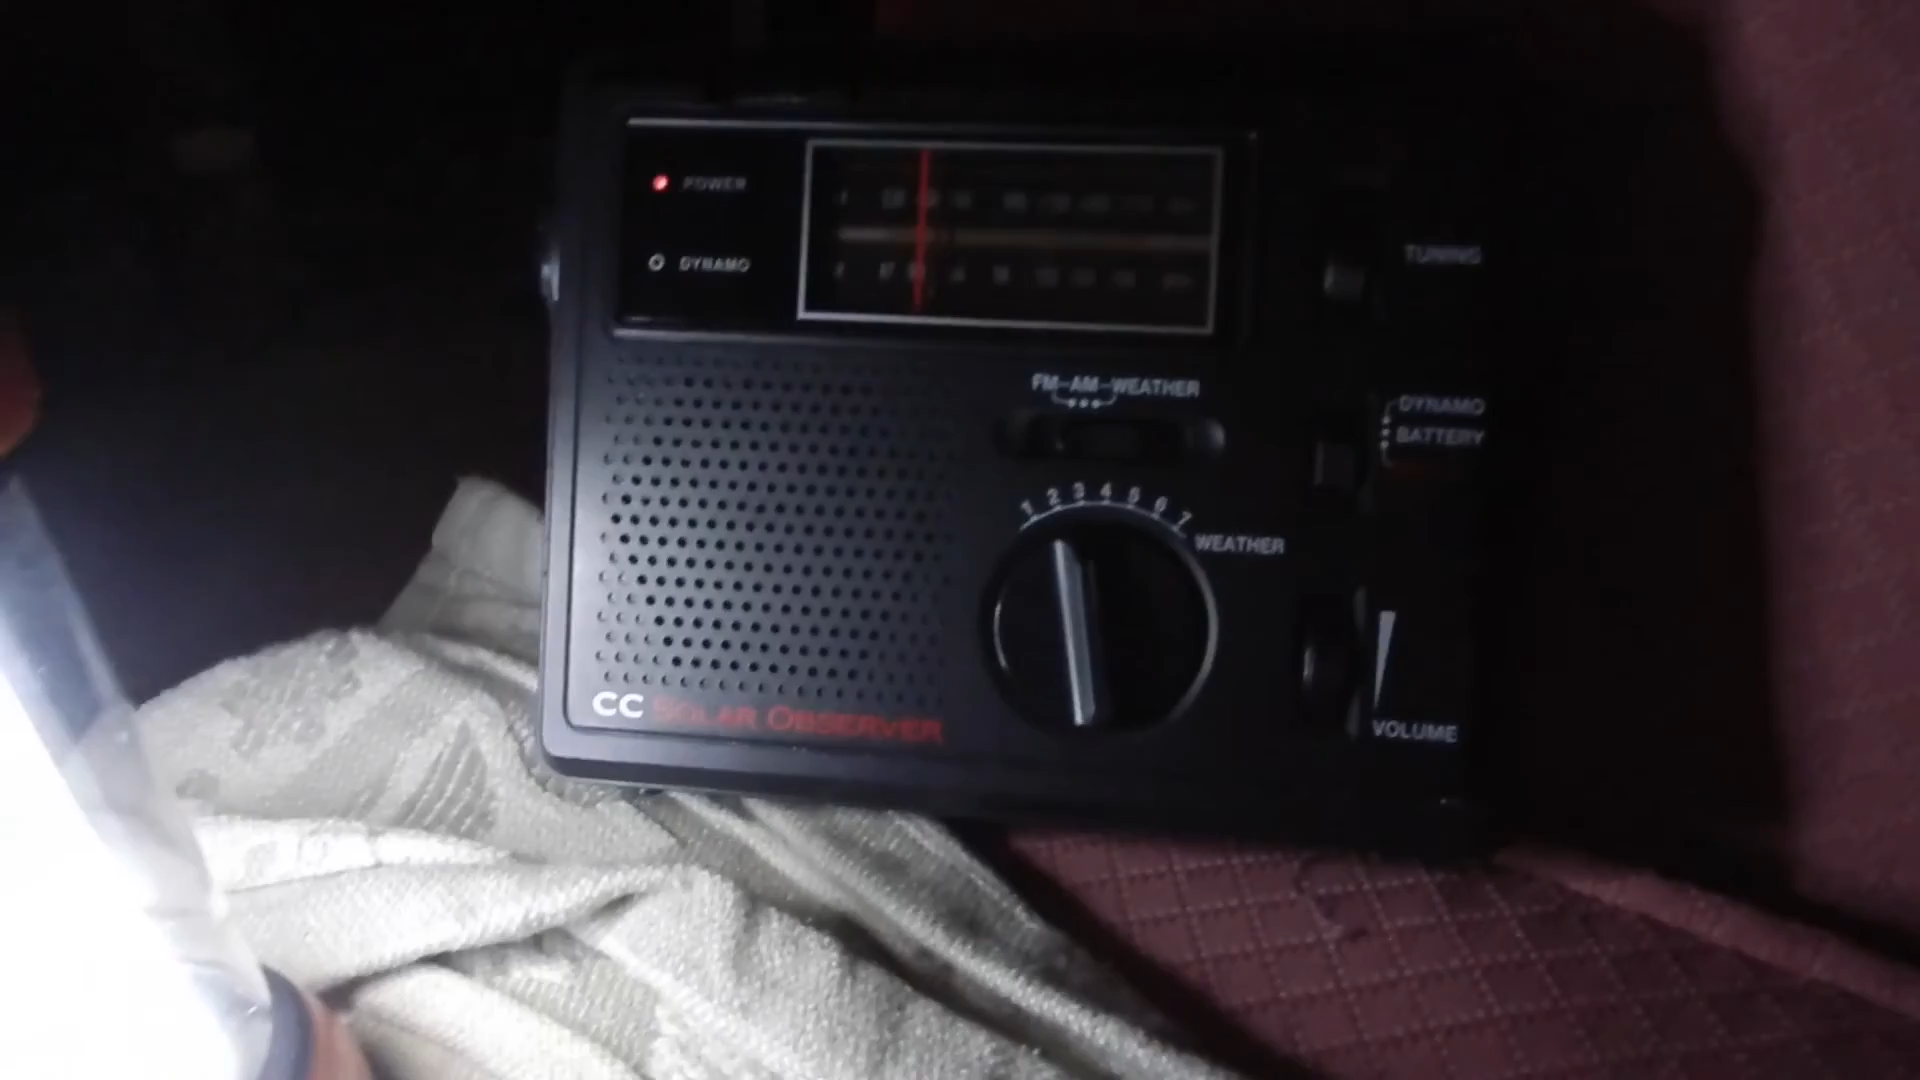 POWER
DYNAMO
TUNING
FM-AM-WEATHER
DYNAMO
BATTERY
1 2 3 4 5 6 7
WEATHER
CC SOLAR OBSERVER
VOLUME